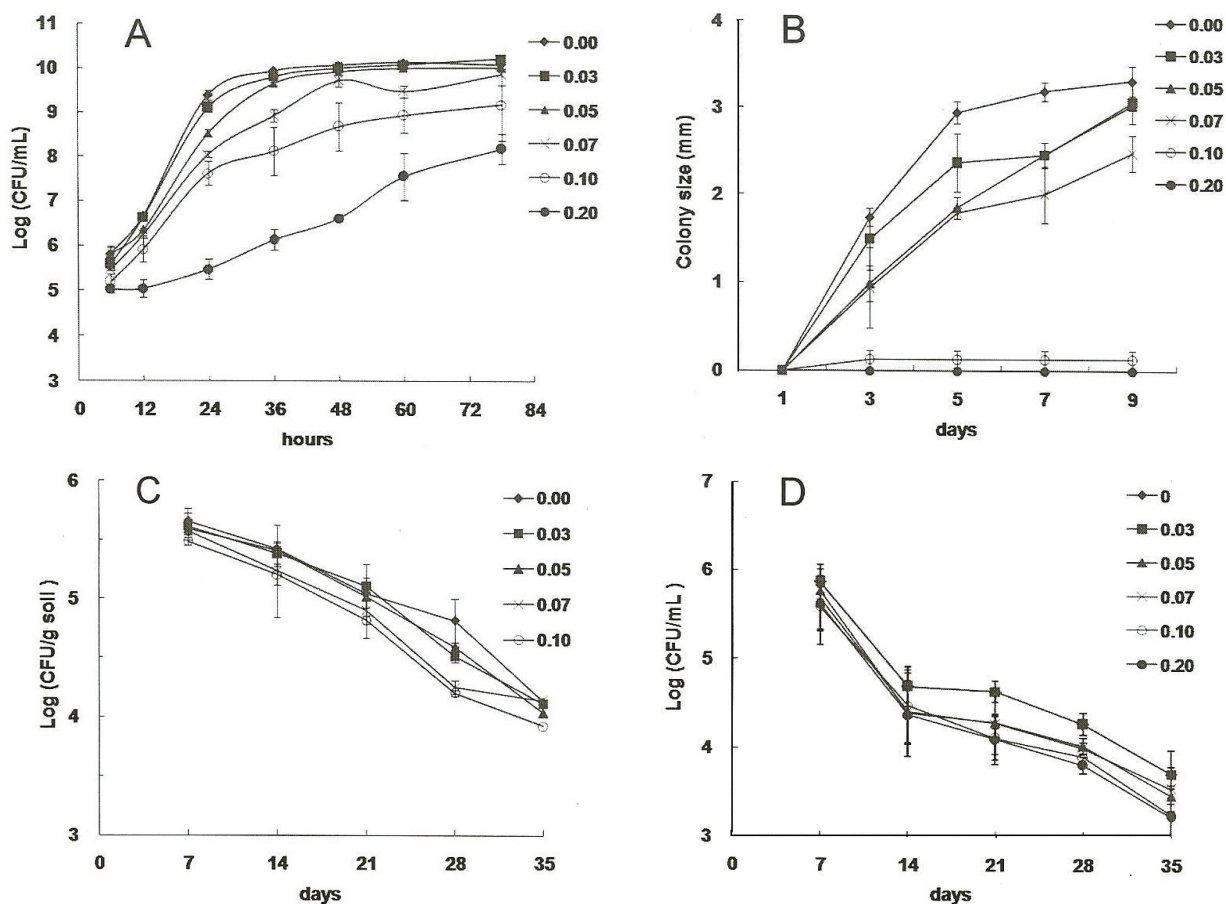 A
11
10
9
8
7
6
5
4
3
Log (CFU/mL)
0 12 24 36 48 60 72 84
hours
0.00
0.03
0.05
0.07
0.10
0.20
B
4
3
2
1
0
Colony size (mm)
1 3 5 7 9
days
0.00
0.03
0.05
0.07
0.10
0.20
C
6
5
4
3
Log (CFU/g soil )
0 7 14 21 28 35
days
0.00
0.03
0.05
0.07
0.10
D
7
6
5
4
3
Log (CFU/mL)
0 7 14 21 28 35
days
0
0.03
0.05
0.07
0.10
0.20